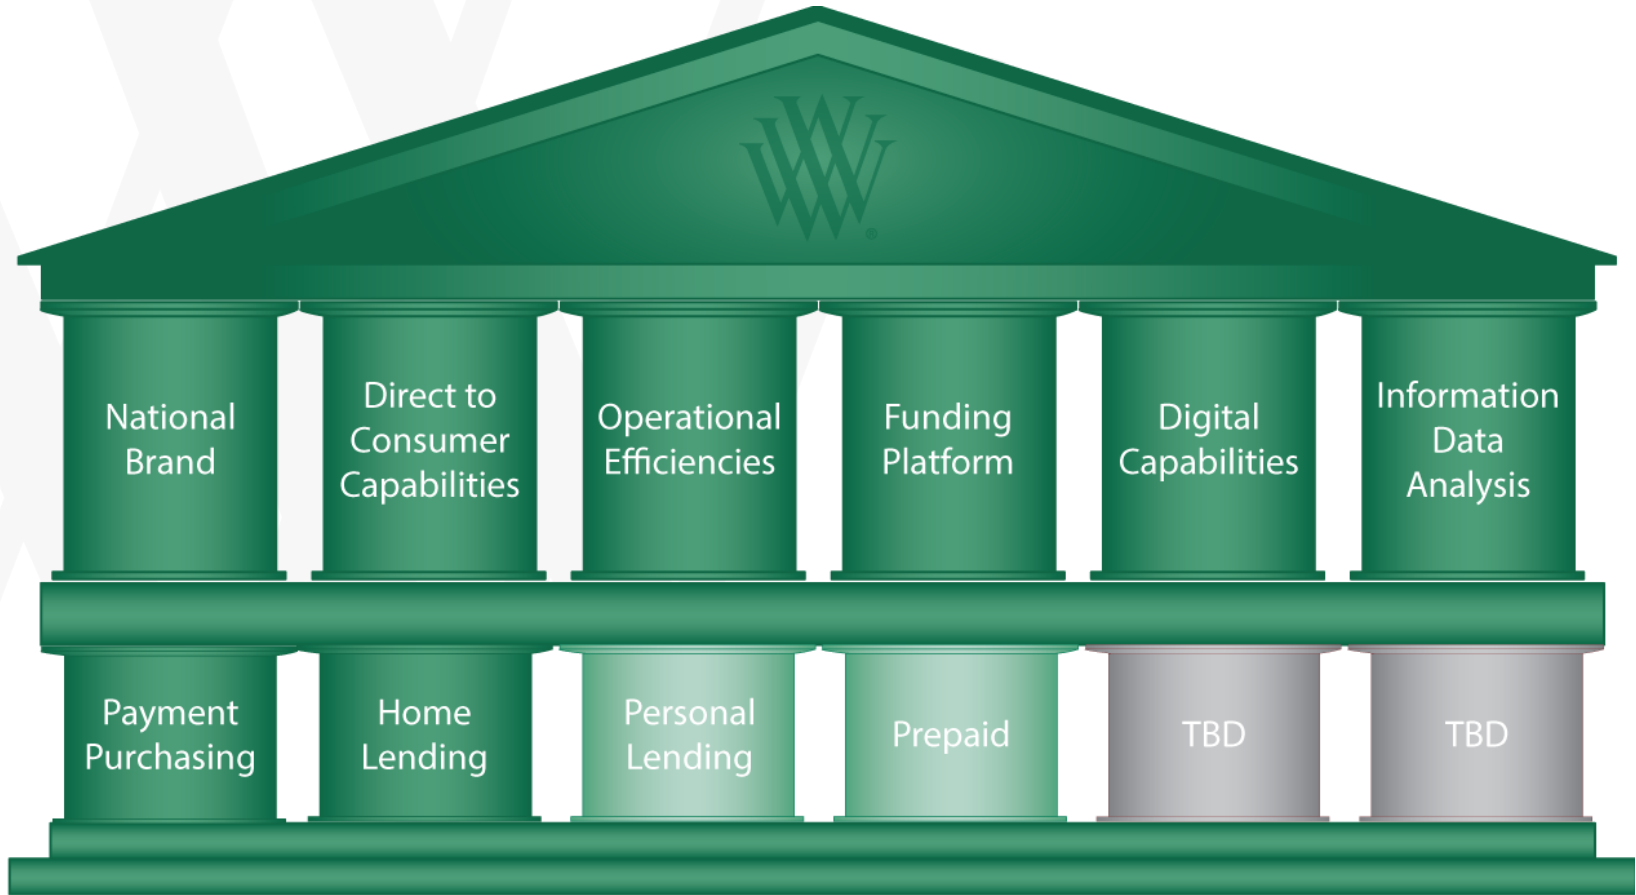 National
Brand
Direct to
Consumer
Capabilities
Operational
Efficiencies
Funding
Platform
Digital
Capabilities
Information
Data
Analysis
Payment
Purchasing
Home
Lending
Personal
Lending
Prepaid
TBD
TBD
®